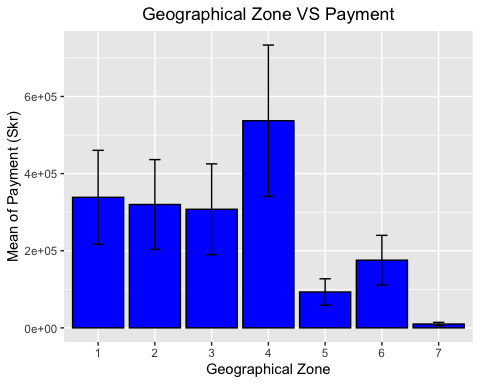 Geographical Zone VS Payment
Mean of Payment (Skr)
6e+05
4e+05
2e+05
0e+00
1 2 3 4 5 6 7
Geographical Zone